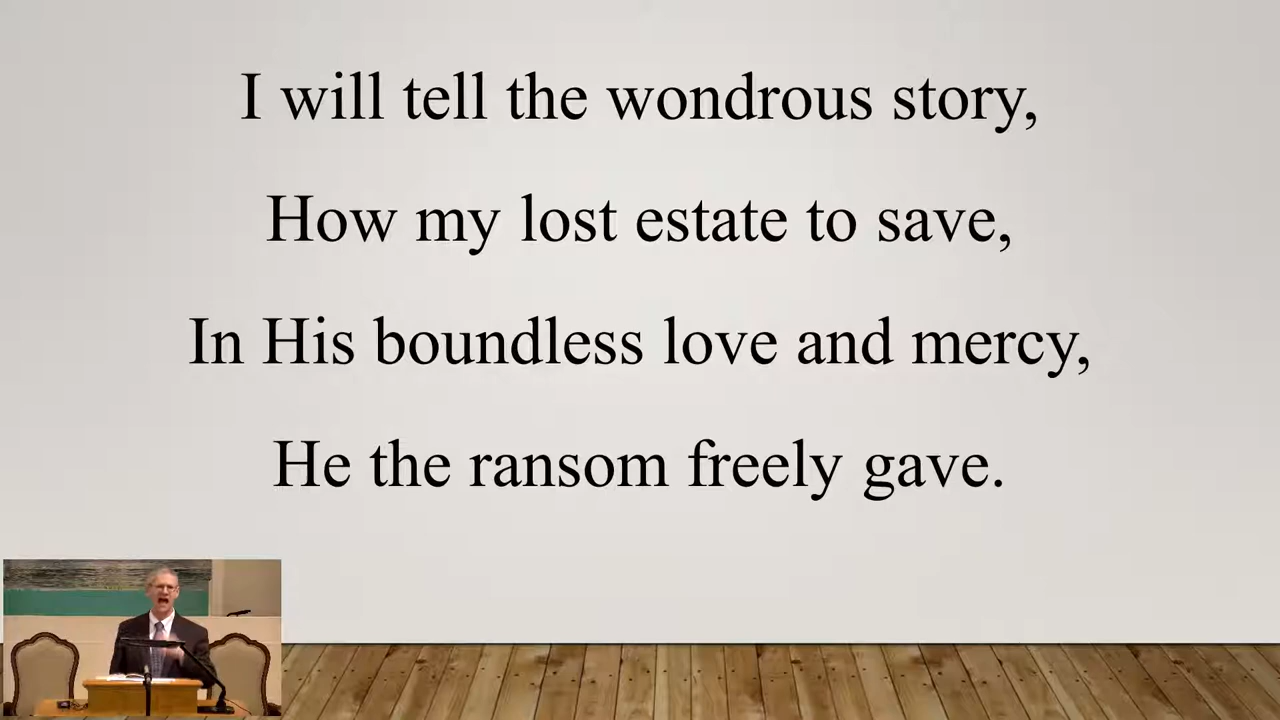 I will tell the wondrous story,
How my lost estate to save,
In His boundless love and mercy,
He the ransom freely gave.